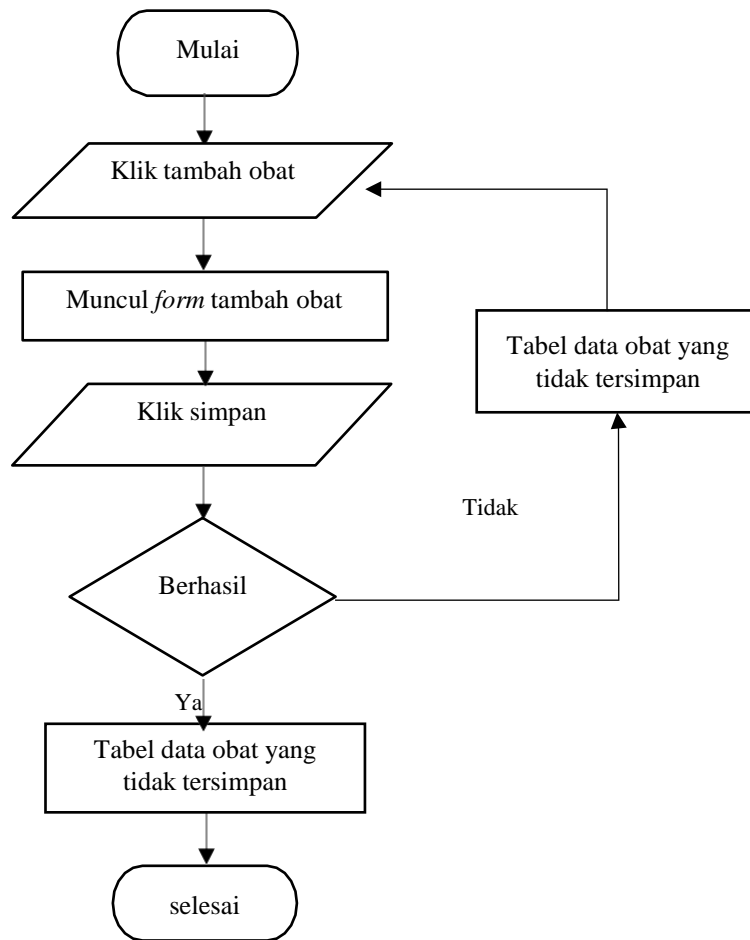 Mulai
Klik tambah obat
Muncul form tambah obat
Tabel data obat yang
tidak tersimpan
Klik simpan
Tidak
Berhasil
Ya
Tabel data obat yang
tidak tersimpan
selesai